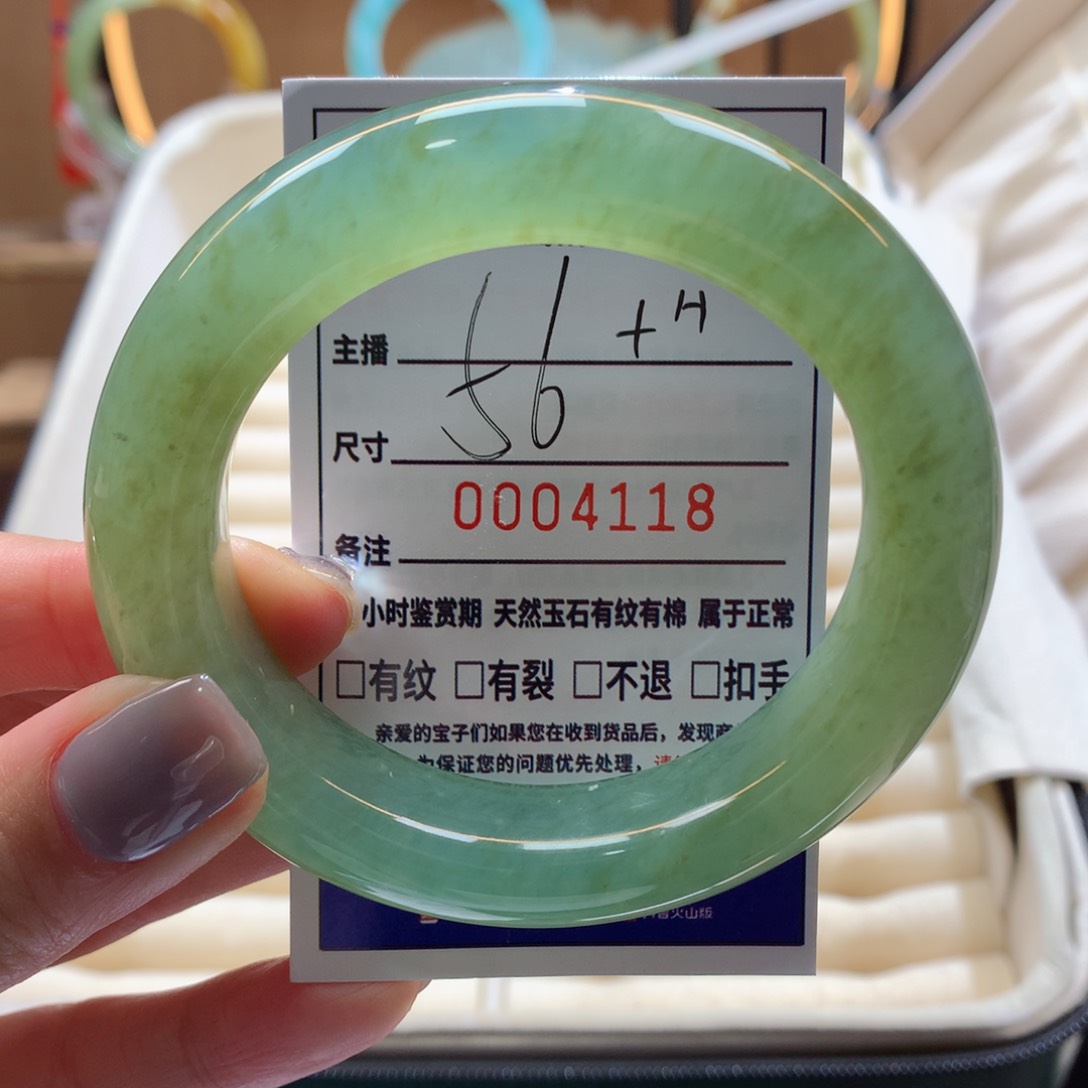 主播 +H
尺寸 56
0004118
备注
小时鉴赏期 天然玉石有纹有棉 属于正常
□有纹 □有裂 □不退 □扣手
亲爱的宝子们如果您在收到货品后，发现
为保证您的问题优先处理，
火山版